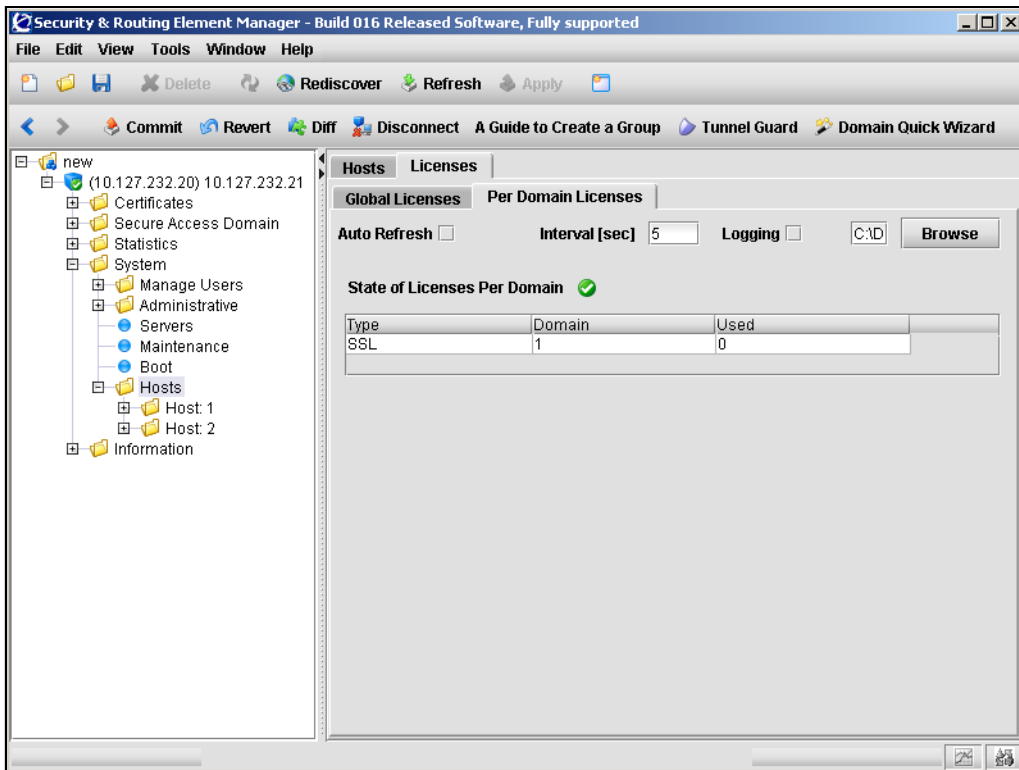 Security & Routing Element Manager - Build 016 Released Software, Fully supported
File Edit View Tools Window Help
Delete Rediscover Refresh Apply
Commit Revert Diff Disconnect A Guide to Create a Group Tunnel Guard Domain Quick Wizard
new
(10.127.232.20) 10.127.232.21
Certificates
Secure Access Domain
Statistics
System
Manage Users
Administrative
Servers
Maintenance
Boot
Hosts
Host: 1
Host: 2
Information
Hosts Licenses
Global Licenses Per Domain Licenses
Auto Refresh Interval [sec] 5 Logging C:\D Browse
State of Licenses Per Domain
Type Domain Used
SSL 1 0